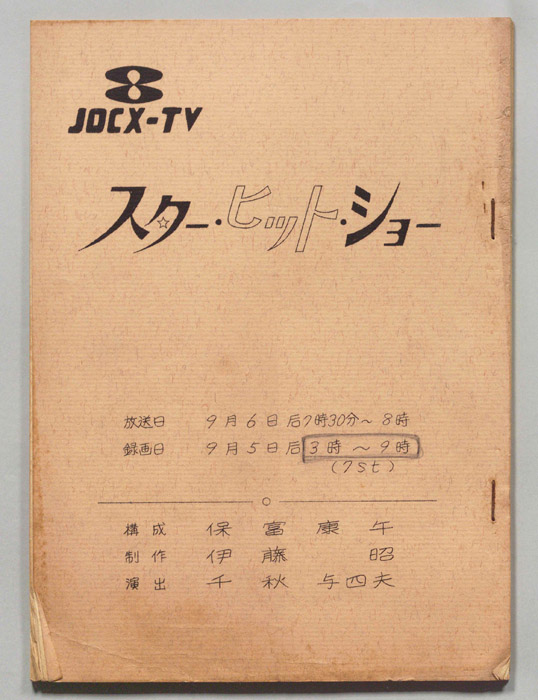 JOCX-TV
スター・ヒット・ショー
放送日 9月6日后7時30分～8時
録画日 9月5日后3時～9時
(7st)
構成 保富康午
制作 伊藤昭
演出 千秋与四夫